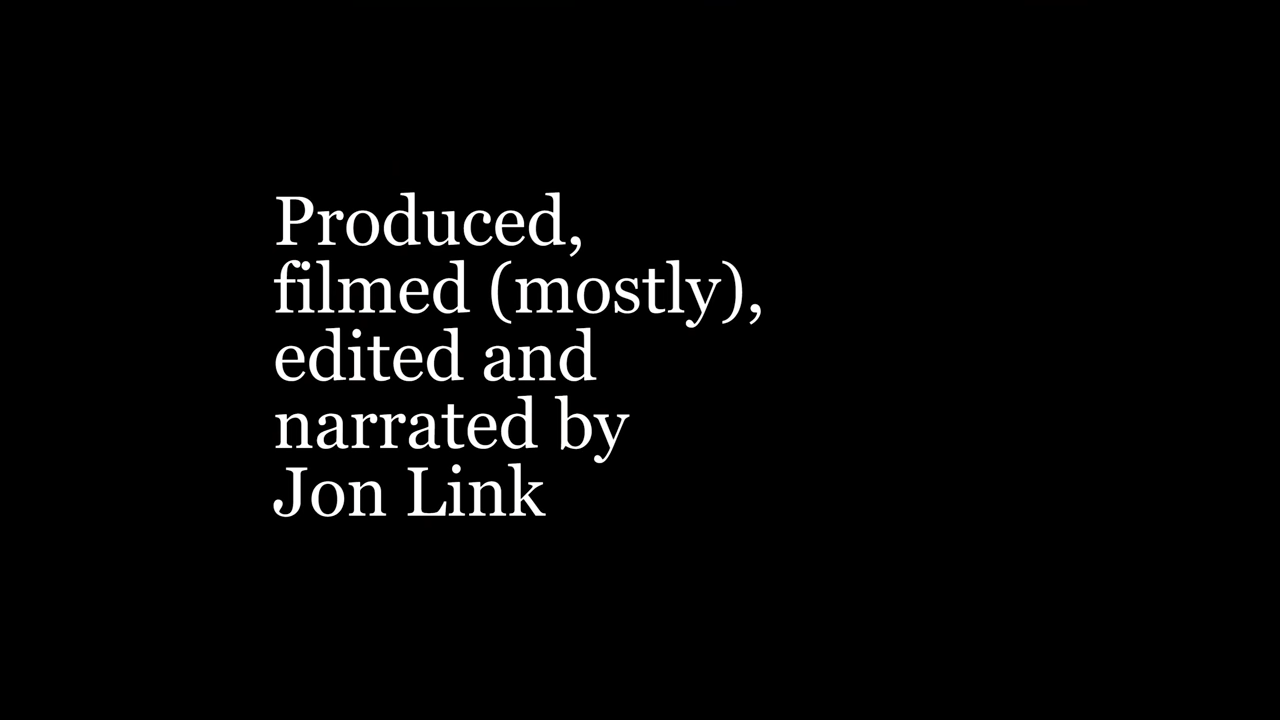 Produced,
filmed (mostly),
edited and
narrated by
Jon Link